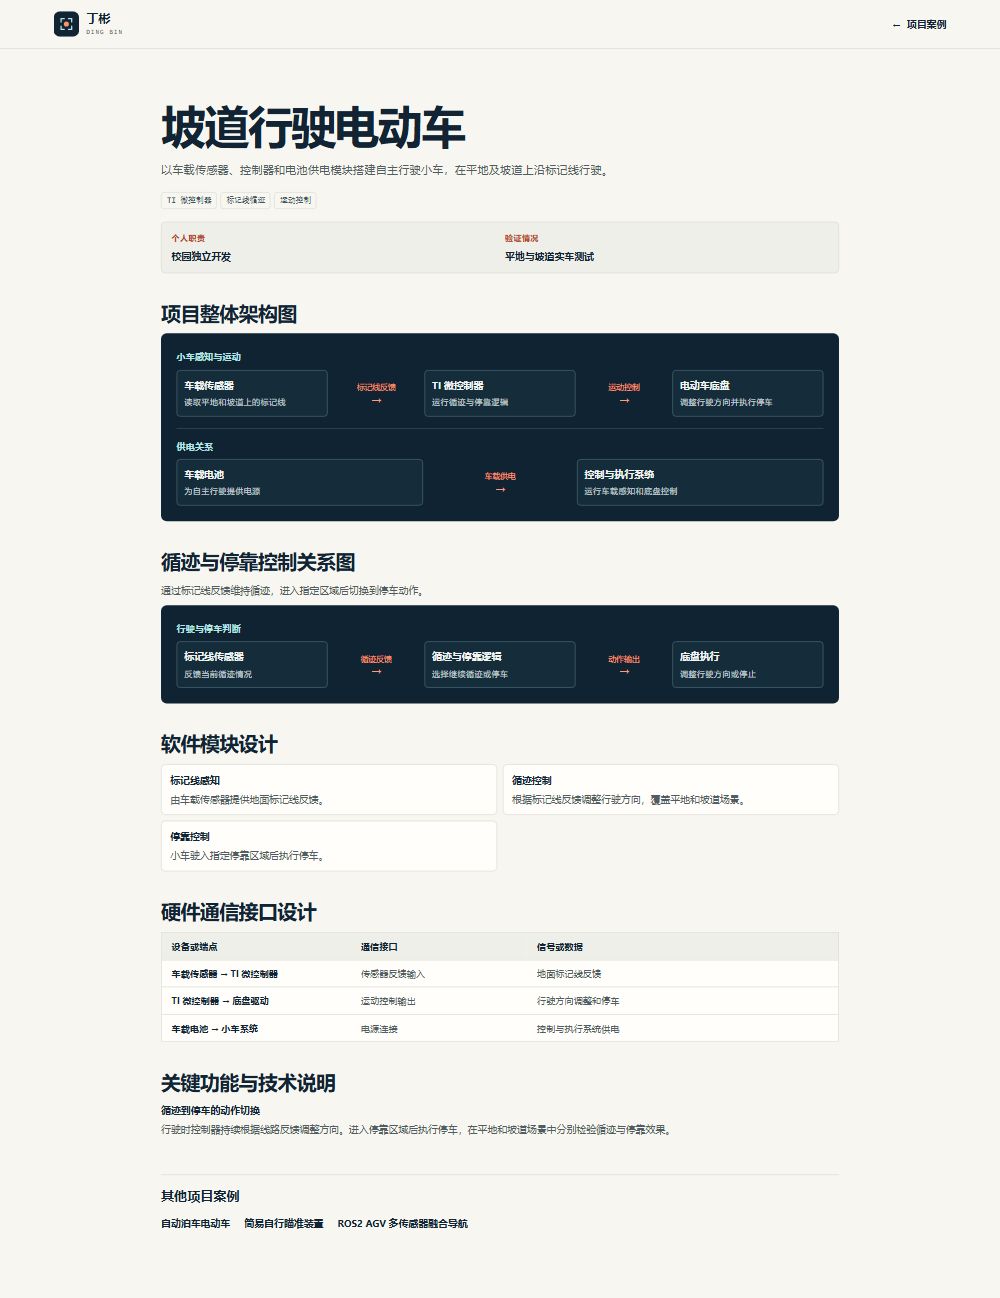 丁彬
DING BIN
← 项目案例
坡道行驶电动车
以车载传感器、控制器和电池供电模块搭建自主行驶小车，在平地及坡道上沿标记线行驶。
TI 微控制器 标记线循迹 运动控制
个人职责 验证情况
校园独立开发 平地与坡道实车测试
项目整体架构图
小车感知与运动
车载传感器 标记线反馈 TI 微控制器 运动控制 电动车底盘
读取平地和坡道上的标记线 → 运行循迹与停靠逻辑 → 调整行驶方向并执行停车
供电关系
车载电池 车载供电 控制与执行系统
为自主行驶提供电源 → 运行车载感知和底盘控制
循迹与停靠控制关系图
通过标记线反馈维持循迹，进入指定区域后切换到停车动作。
行驶与停车判断
标记线传感器 循迹反馈 循迹与停靠逻辑 动作输出 底盘执行
反馈当前循迹情况 → 选择继续循迹或停车 → 调整行驶方向或停止
软件模块设计
标记线感知 循迹控制
由车载传感器提供地面标记线反馈。 根据标记线反馈调整行驶方向，覆盖平地和坡道场景。
停靠控制
小车驶入指定停靠区域后执行停车。
硬件通信接口设计
设备或端点 通信接口 信号或数据
车载传感器 → TI 微控制器 传感器反馈输入 地面标记线反馈
TI 微控制器 → 底盘驱动 运动控制输出 行驶方向调整和停车
车载电池 → 小车系统 电源连接 控制与执行系统供电
关键功能与技术说明
循迹到停车的动作切换
行驶时控制器持续根据线路反馈调整方向。进入停靠区域后执行停车，在平地和坡道场景中分别检验循迹与停靠效果。
其他项目案例
自动泊车电动车 简易自行瞄准装置 ROS2 AGV 多传感器融合导航